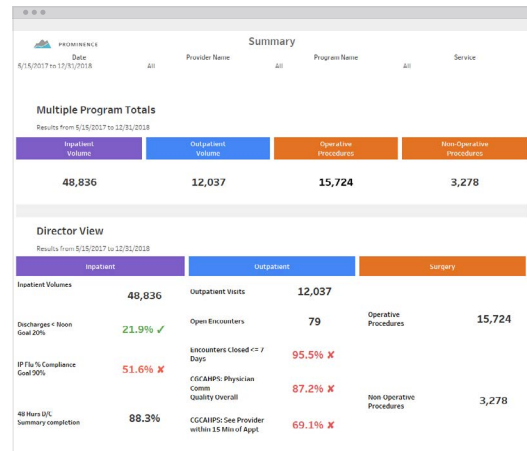 PROMINENCE
Summary
Date
Provider Name
Program Name
Service
5/15/2017 to 12/31/2018
All
All
All
Multiple Program Totals
Results from 5/15/2017 to 12/31/2018
Inpatient
Volume
Outpatient
Volume
Operative
Procedures
Non-Operative
Procedures
48,836
12,037
15,724
3,278
Director View
Results from 5/15/2017 to 12/31/2018
Inpatient
Outpatient
Surgery
Inpatient Volumes
48,836
Discharges < Noon
Goal 20%
21.9% ✓
IP Flu % Compliance
Goal 90%
51.6% ✘
48 Hurs D/C
Summary completion
88.3%
Outpatient Visits
12,037
Open Encounters
79
Encounters Closed <= 7
Days
95.5% ✘
CGCAHPS: Physician
Comm
Quality Overall
87.2% ✘
CGCAHPS: See Provider
within 15 Min of Appt
69.1% ✘
Operative
Procedures
15,724
Non-Operative
Procedures
3,278